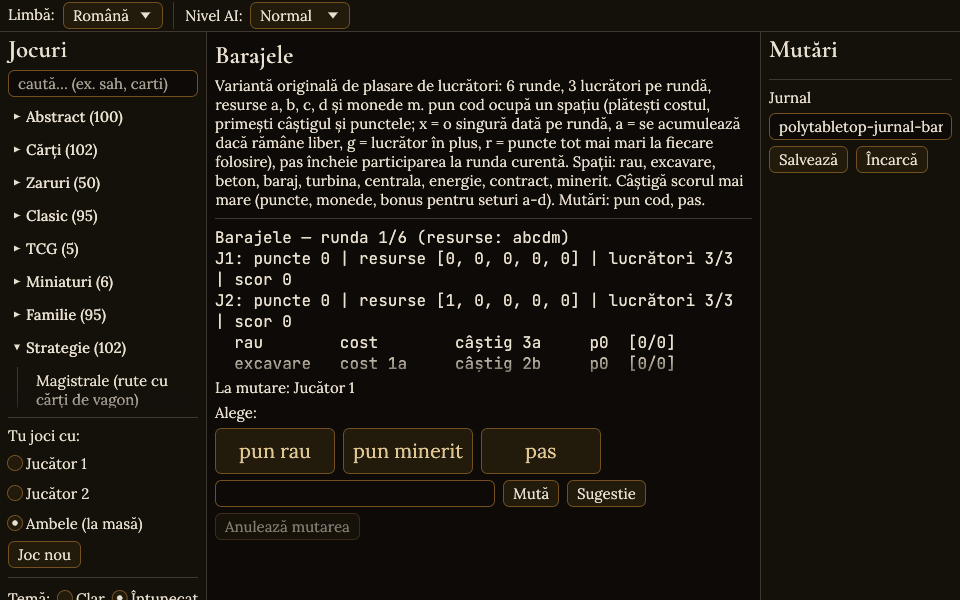 Limbă: Română ▼ Nivel AI: Normal ▼
Jocuri
caută... (ex. sah, carti)
▸ Abstract (100)
▸ Cărți (102)
▸ Zaruri (50)
▸ Clasic (95)
▸ TCG (5)
▸ Miniaturi (6)
▸ Familie (95)
▾ Strategie (102)
Magistrale (rute cu
cărți de vagon)
Tu joci cu:
Jucător 1
Jucător 2
Ambele (la masă)
Joc nou
Temă: Clar Întunecat
Barajele
Variantă originală de plasare de lucrători: 6 runde, 3 lucrători pe rundă,
resurse a, b, c, d și monede m. pun cod ocupă un spațiu (plătești costul,
primești câștigul și punctele; x = o singură dată pe rundă, a = se acumulează
dacă rămâne liber, g = lucrător în plus, r = puncte tot mai mari la fiecare
folosire), pas încheie participarea la runda curentă. Spații: rau, excavare,
beton, baraj, turbina, centrala, energie, contract, minerit. Câștigă scorul mai
mare (puncte, monede, bonus pentru seturi a-d). Mutări: pun cod, pas.
Barajele — runda 1/6 (resurse: abcdm)
J1: puncte 0 | resurse [0, 0, 0, 0, 0] | lucrători 3/3
| scor 0
J2: puncte 0 | resurse [1, 0, 0, 0, 0] | lucrători 3/3
| scor 0
rau cost câștig 3a p0 [0/0]
excavare cost 1a câștig 2b p0 [0/0]
La mutare: Jucător 1
Alege:
pun rau pun minerit pas
Mută Sugestie
Anulează mutarea
Mutări
Jurnal
polytabletop-jurnal-bar
Salvează Încarcă